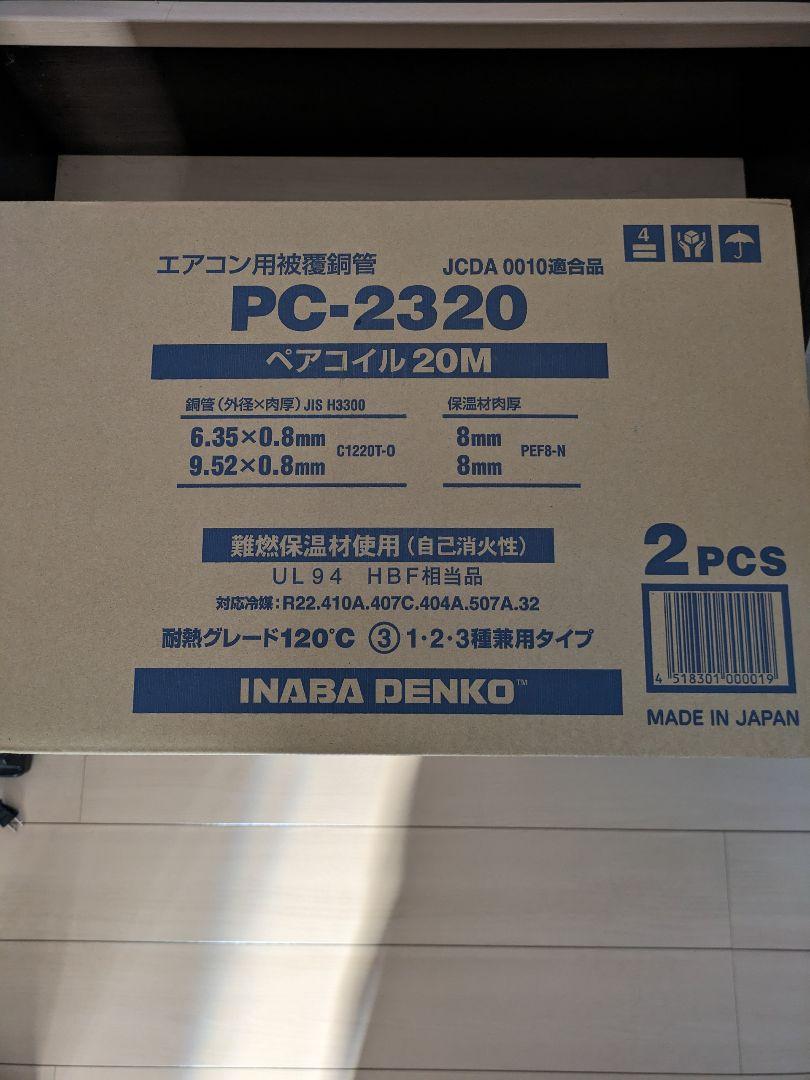 4
エアコン用被覆銅管
JCDA 0010適合品
PC-2320
ペアコイル 20M
銅管(外径×肉厚)JIS H3300
6.35×0.8mm
9.52×0.8mm
C1220T-O
保温材肉厚
8mm
8mm
PEF8-N
難燃保温材使用(自己消火性)
UL94 HBF相当品
対応冷媒:R22.410A.407C.404A.507A.32
耐熱グレード120℃ ③ 1・2・3種兼用タイプ
INABA DENKO™
2PCS
4 518301 000019
MADE IN JAPAN